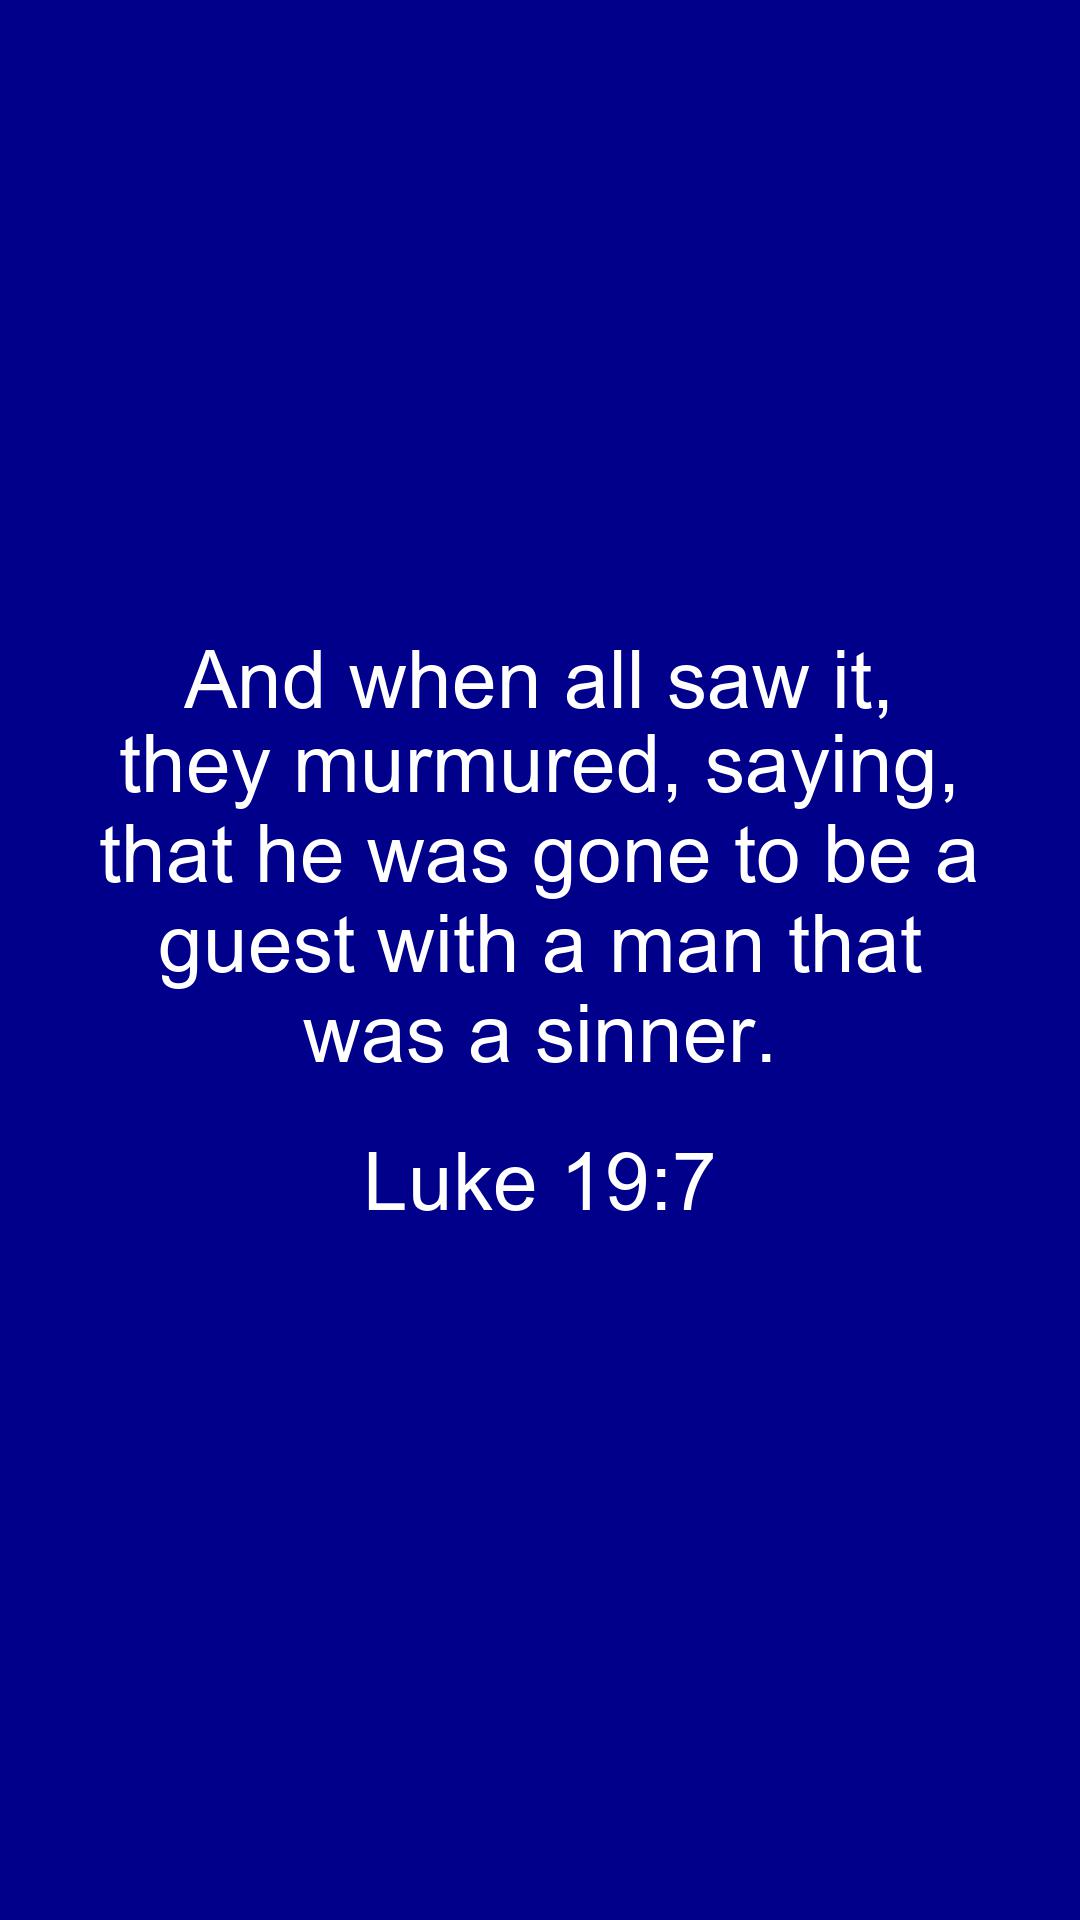 And when all saw it,
they murmured, saying,
that he was gone to be a
guest with a man that
was a sinner.
Luke 19:7